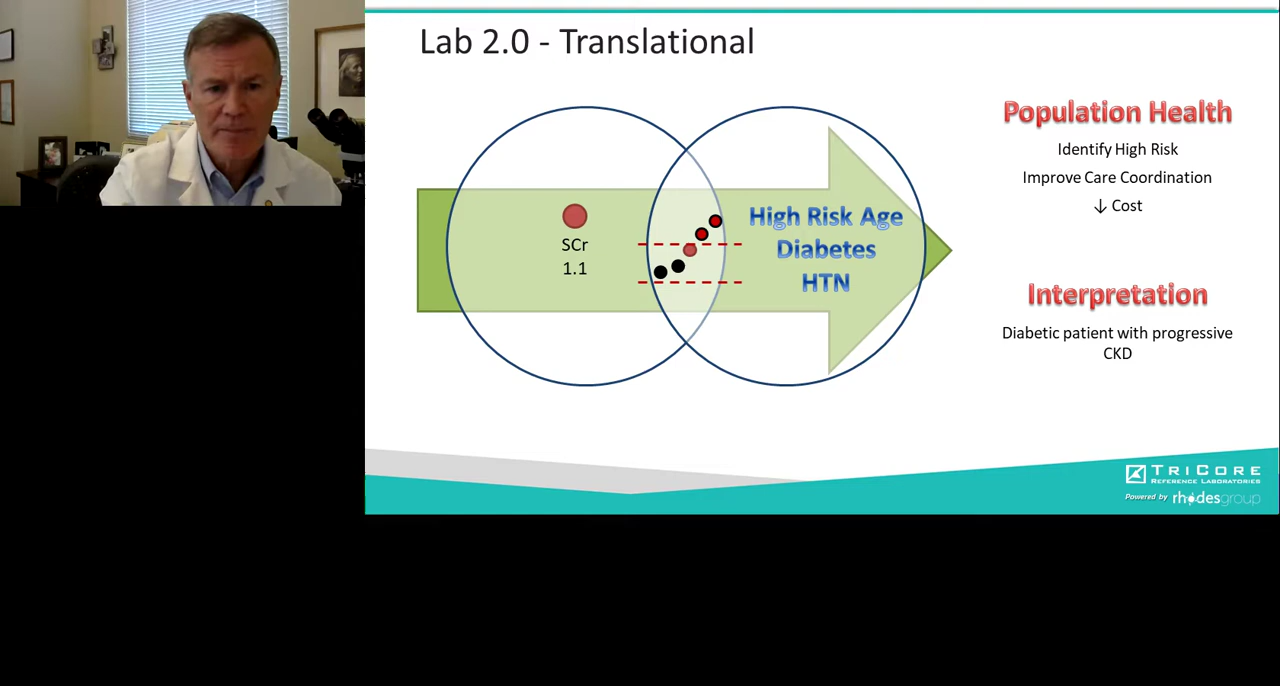 Lab 2.0 - Translational
SCr
1.1
High Risk Age
Diabetes
HTN
Population Health
Identify High Risk
Improve Care Coordination
↓ Cost
Interpretation
Diabetic patient with progressive
CKD
TRICORE
REFERENCE LABORATORIES
Powered by rhodesgroup